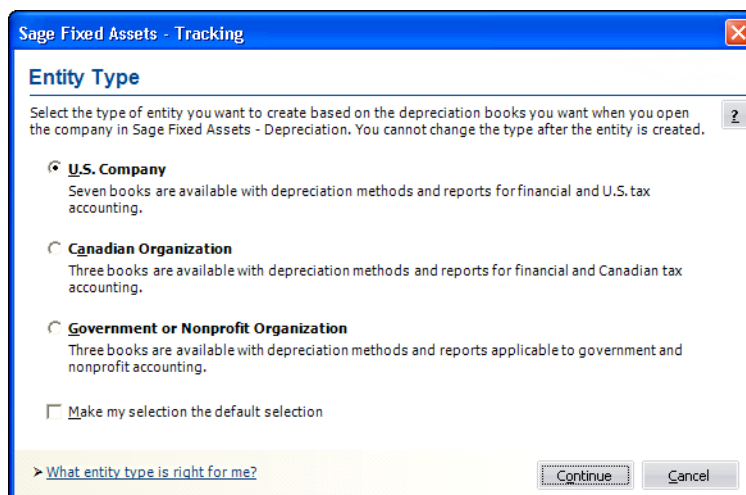 Sage Fixed Assets - Tracking
Entity Type
Select the type of entity you want to create based on the depreciation books you want when you open
the company in Sage Fixed Assets - Depreciation. You cannot change the type after the entity is created.
?
U.S. Company
Seven books are available with depreciation methods and reports for financial and U.S. tax
accounting.
Canadian Organization
Three books are available with depreciation methods and reports for financial and Canadian tax
accounting.
Government or Nonprofit Organization
Three books are available with depreciation methods and reports applicable to government and
nonprofit accounting.
Make my selection the default selection
What entity type is right for me?
Continue
Cancel